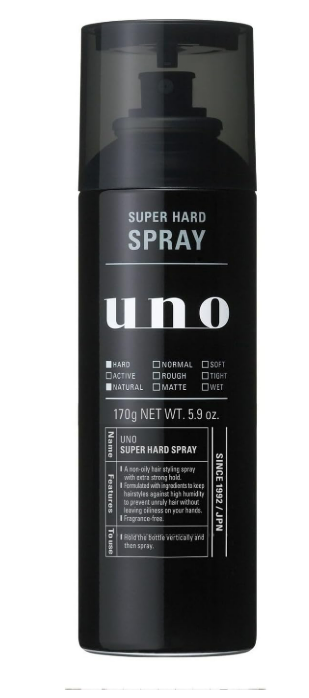 SUPER HARD
SPRAY
uno
HARD NORMAL SOFT
ACTIVE ROUGH TIGHT
NATURAL MATTE WET
170g NET WT. 5.9 oz.
Name
UNO
SUPER HARD SPRAY
Features
A non-oily hair styling spray
with extra strong hold.
Formulated with ingredients to keep
hairstyles against high humidity
to prevent unruly hair without
leaving oiliness on your hands.
Fragrance-free.
To use
Hold the bottle vertically and
then spray.
SINCE 1992 / JPN